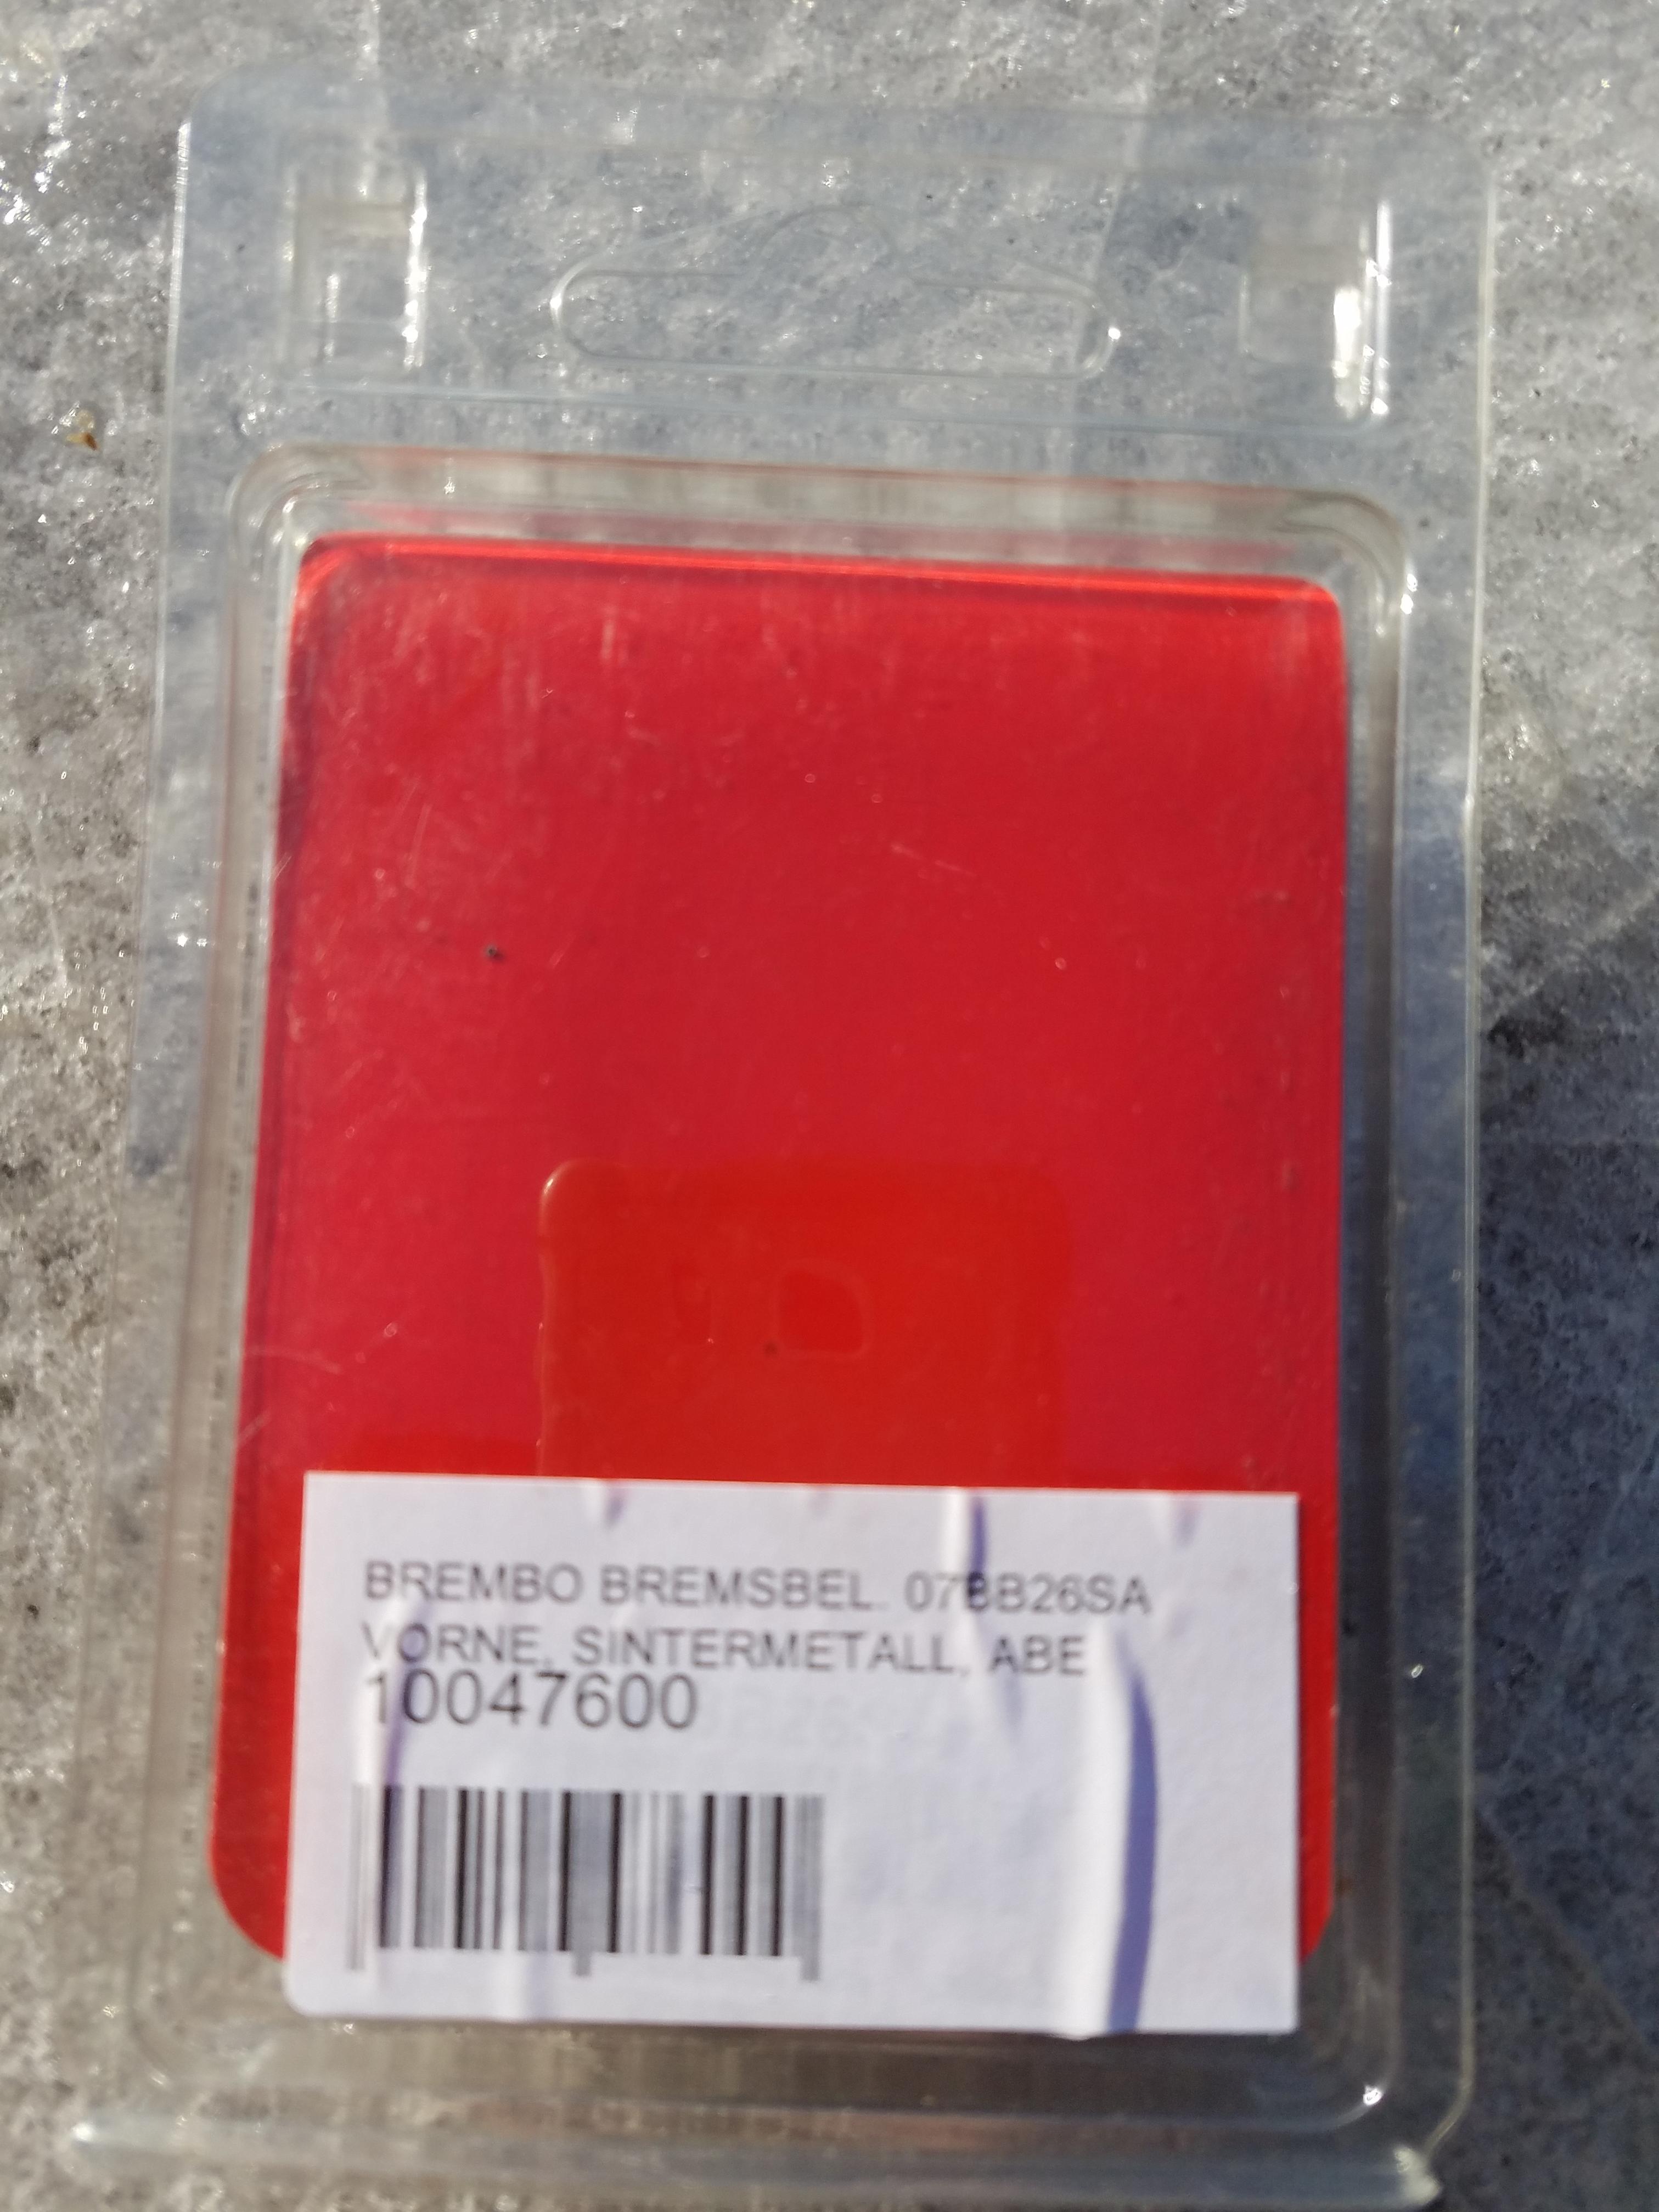 BREMBO BREMSBEL. 07BB26SA
VORNE, SINTERMETALL, ABE
10047600